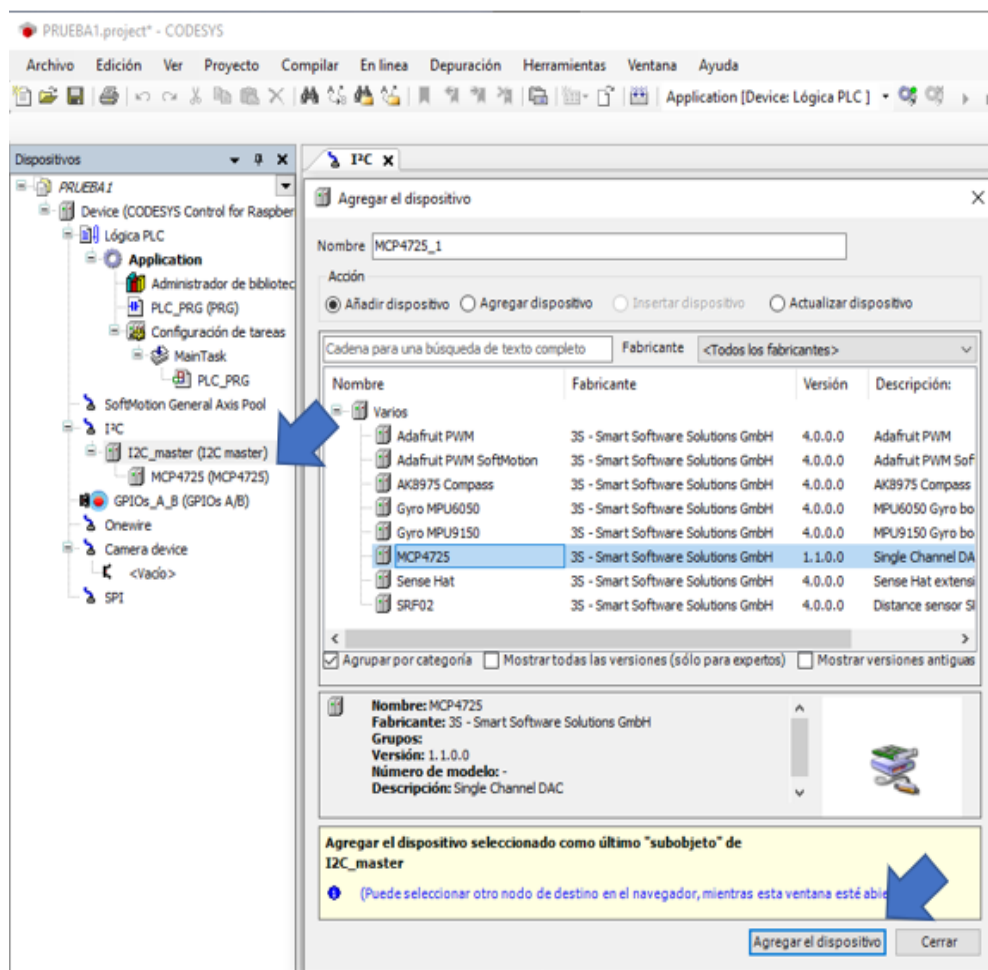 PRUEBA1.project* - CODESYS
Archivo Edición Ver Proyecto Compilar En línea Depuración Herramientas Ventana Ayuda
Application [Device: Lógica PLC]
Dispositivos
PRUEBA1
Device (CODESYS Control for Raspber
Lógica PLC
Application
Administrador de bibliotec
PLC_PRG (PRG)
Configuración de tareas
MainTask
PLC_PRG
SoftMotion General Axis Pool
I²C
I2C_master (I2C master)
MCP4725 (MCP4725)
GPIOs_A_B (GPIOs A/B)
Onewire
Camera device
<Vacío>
SPI
I²C
Agregar el dispositivo
Nombre MCP4725_1
Acción
Añadir dispositivo Agregar dispositivo Insertar dispositivo Actualizar dispositivo
Cadena para una búsqueda de texto completo Fabricante <Todos los fabricantes>
Nombre Fabricante Versión Descripción:
Varios
Adafruit PWM 3S - Smart Software Solutions GmbH 4.0.0.0 Adafruit PWM
Adafruit PWM SoftMotion 3S - Smart Software Solutions GmbH 4.0.0.0 Adafruit PWM Sof
AK8975 Compass 3S - Smart Software Solutions GmbH 4.0.0.0 AK8975 Compass
Gyro MPU6050 3S - Smart Software Solutions GmbH 4.0.0.0 MPU6050 Gyro bo
Gyro MPU9150 3S - Smart Software Solutions GmbH 4.0.0.0 MPU9150 Gyro bo
MCP4725 3S - Smart Software Solutions GmbH 1.1.0.0 Single Channel DA
Sense Hat 3S - Smart Software Solutions GmbH 4.0.0.0 Sense Hat extensi
SRF02 3S - Smart Software Solutions GmbH 4.0.0.0 Distance sensor S
Agrupar por categoría Mostrar todas las versiones (sólo para expertos) Mostrar versiones antiguas
Nombre: MCP4725
Fabricante: 3S - Smart Software Solutions GmbH
Grupos:
Versión: 1.1.0.0
Número de modelo: -
Descripción: Single Channel DAC
Agregar el dispositivo seleccionado como último "subobjeto" de
I2C_master
(Puede seleccionar otro nodo de destino en el navegador, mientras esta ventana esté abie
Agregar el dispositivo Cerrar